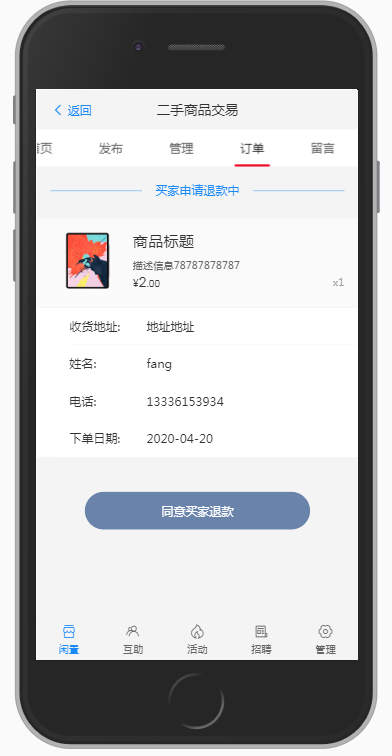 返回 二手商品交易
首页 发布 管理 订单 留言
买家申请退款中
商品标题
描述信息78787878787
¥2.00 x1
收货地址: 地址地址
姓名: fang
电话: 13336153934
下单日期: 2020-04-20
同意买家退款
闲置 互助 活动 招聘 管理